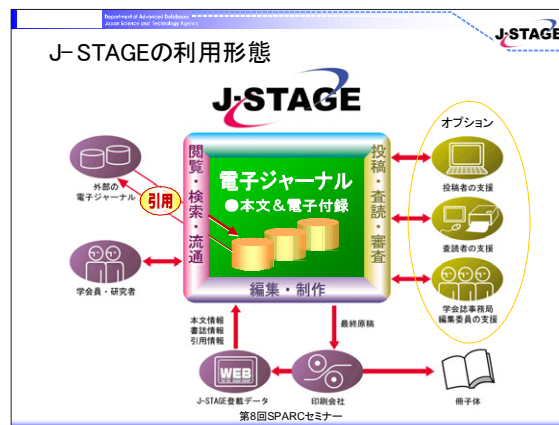 Department of Advanced Databases
Japan Science and Technology Agency
J-STAGE
J-STAGEの利用形態
J-STAGE
オプション
外部の
電子ジャーナル
引用
閲覧・検索・流通
電子ジャーナル
●本文&電子付録
投稿・査読・審査
投稿者の支援
査読者の支援
学会員・研究者
編集・制作
学会誌事務局
編集委員の支援
本文情報
書誌情報
引用情報
最終原稿
WEB
J-STAGE登載データ
印刷会社
冊子体
第8回SPARCセミナー